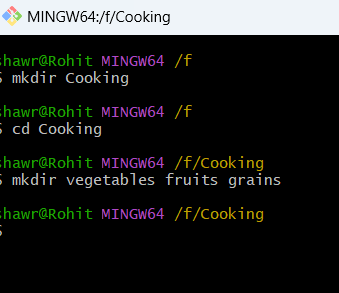 MINGW64:/f/Cooking
shawr@Rohit MINGW64 /f
$ mkdir Cooking
shawr@Rohit MINGW64 /f
$ cd Cooking
shawr@Rohit MINGW64 /f/Cooking
$ mkdir vegetables fruits grains
shawr@Rohit MINGW64 /f/Cooking
$